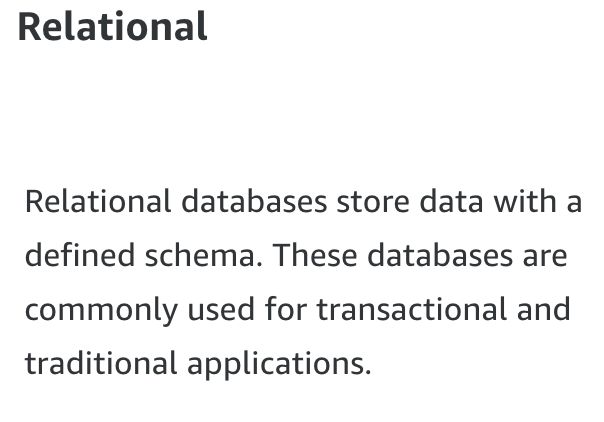 Relational
Relational databases store data with a
defined schema. These databases are
commonly used for transactional and
traditional applications.